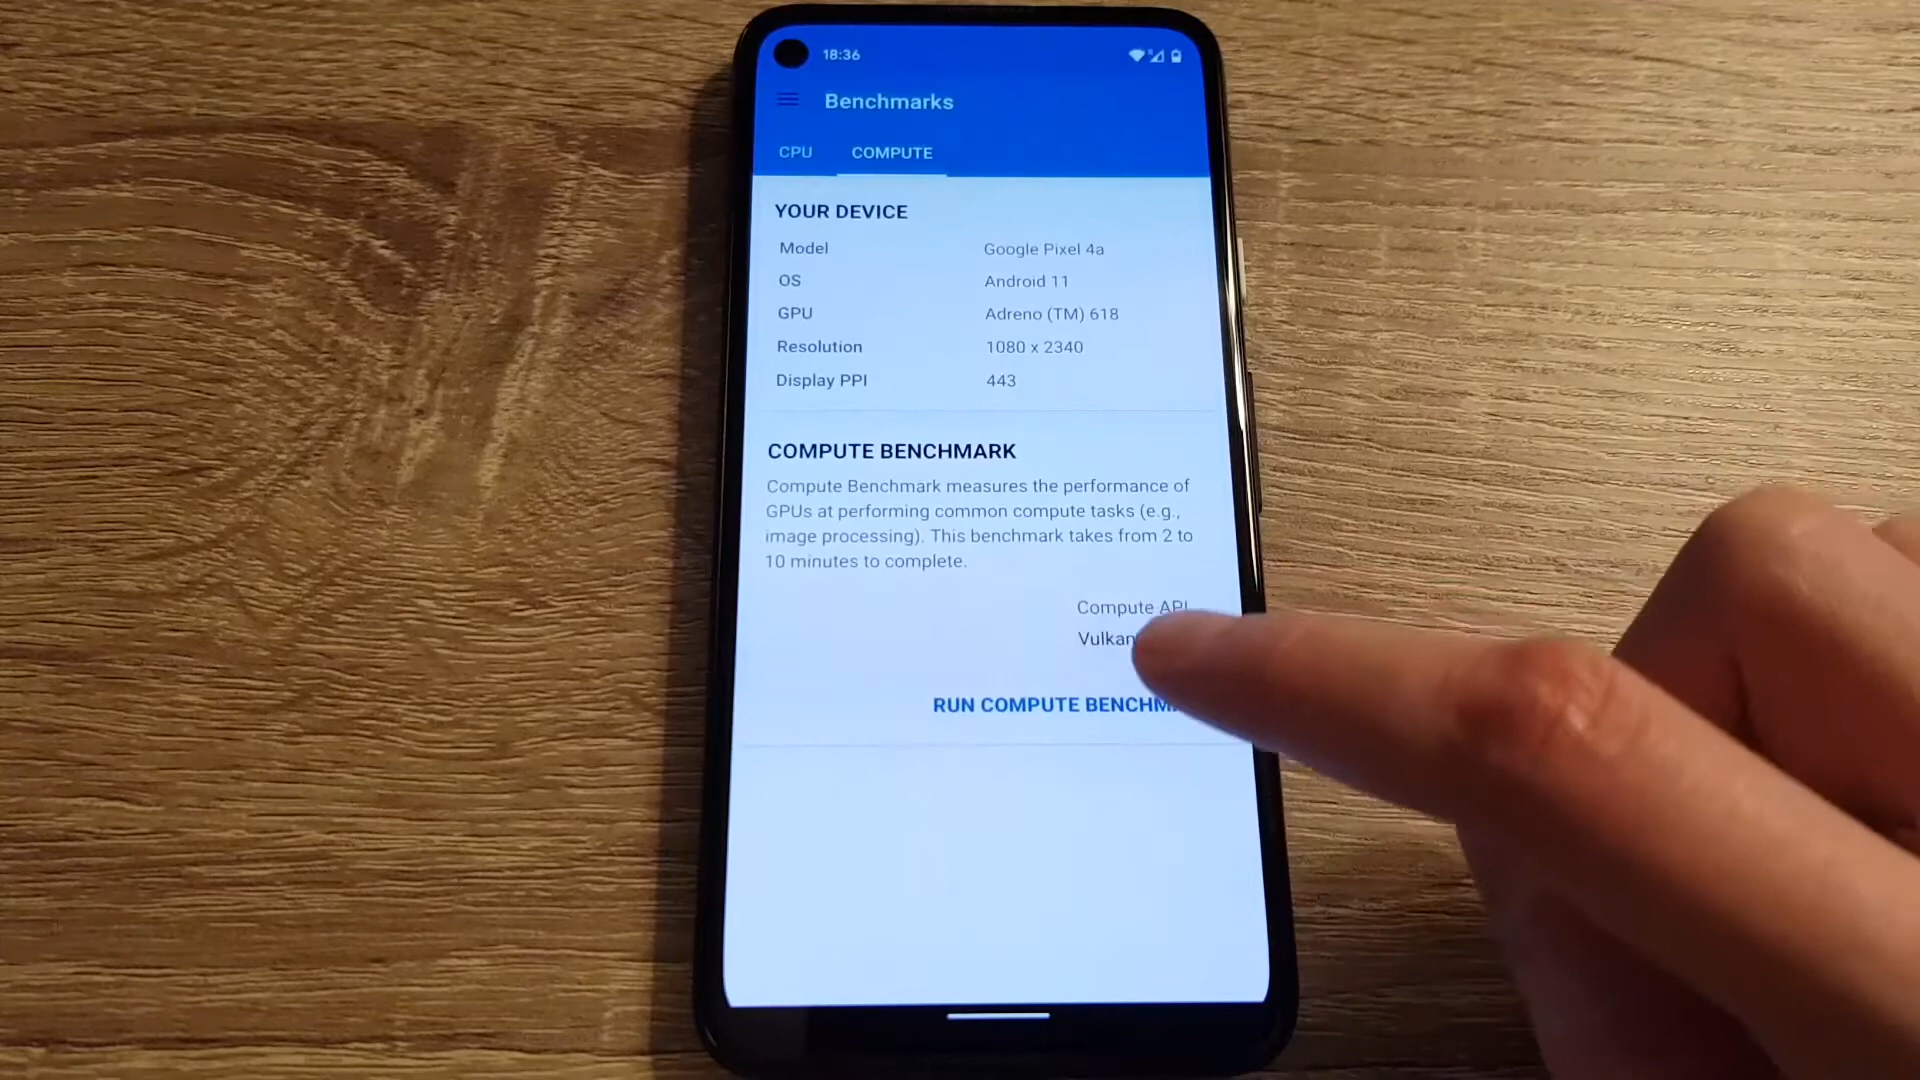 18:36
Benchmarks
CPU COMPUTE
YOUR DEVICE
Model Google Pixel 4a
OS Android 11
GPU Adreno (TM) 618
Resolution 1080 x 2340
Display PPI 443
COMPUTE BENCHMARK
Compute Benchmark measures the performance of
GPUs at performing common compute tasks (e.g.,
image processing). This benchmark takes from 2 to
10 minutes to complete.
Compute API
Vulkan
RUN COMPUTE